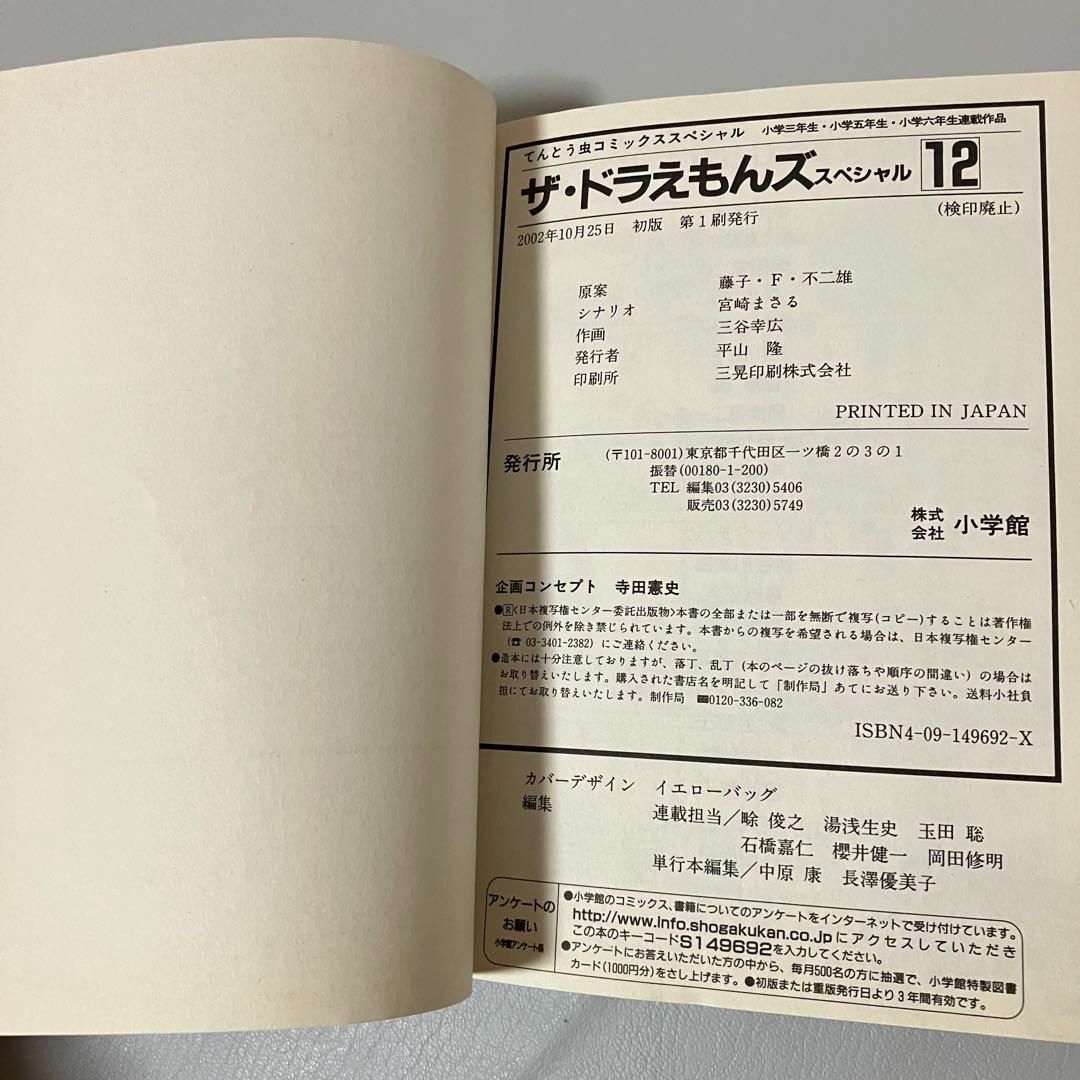 てんとう虫コミックススペシャル 小学三年生・小学五年生・小学六年生連載作品
ザ・ドラえもんズスペシャル 12
2002年10月25日 初版 第1刷発行 (検印廃止)
原案 藤子・F・不二雄
シナリオ 宮崎まさる
作画 三谷幸広
発行者 平山 隆
印刷所 三晃印刷株式会社
PRINTED IN JAPAN
発行所 (〒101-8001)東京都千代田区一ツ橋2の3の1
振替(00180-1-200)
TEL 編集03(3230)5406
販売03(3230)5749
株式会社 小学館
企画コンセプト 寺田憲史
●Ⓡ<日本複写権センター委託出版物>本書の全部または一部を無断で複写(コピー)することは著作権
法上での例外を除き禁じられています。本書からの複写を希望される場合は、日本複写権センター
(☎ 03-3401-2382)にご連絡ください。
●造本には十分注意しておりますが、落丁、乱丁(本のページの抜け落ちや順序の間違い)の場合は
お取り替えいたします。購入された書店名を明記して「制作局」あてにお送り下さい。送料小社負
担にてお取り替えいたします。制作局 0120-336-082
ISBN4-09-149692-X
カバーデザイン イエローバッグ
編集 連載担当/畭 俊之 湯浅生史 玉田 聡
石橋嘉仁 櫻井健一 岡田修明
単行本編集/中原 康 長澤優美子
アンケートの
お願い
小学館アンケート係
●小学館のコミックス、書籍についてのアンケートをインターネットで受け付けています。
http://www.info.shogakukan.co.jpにアクセスしていただき
この本のキーコードS149692を入力してください。
●アンケートにお答えいただいた方の中から、毎月500名の方に抽選で、小学館特製図書
カード(1000円分)をさし上げます。●初版または重版発行日より3年間有効です。